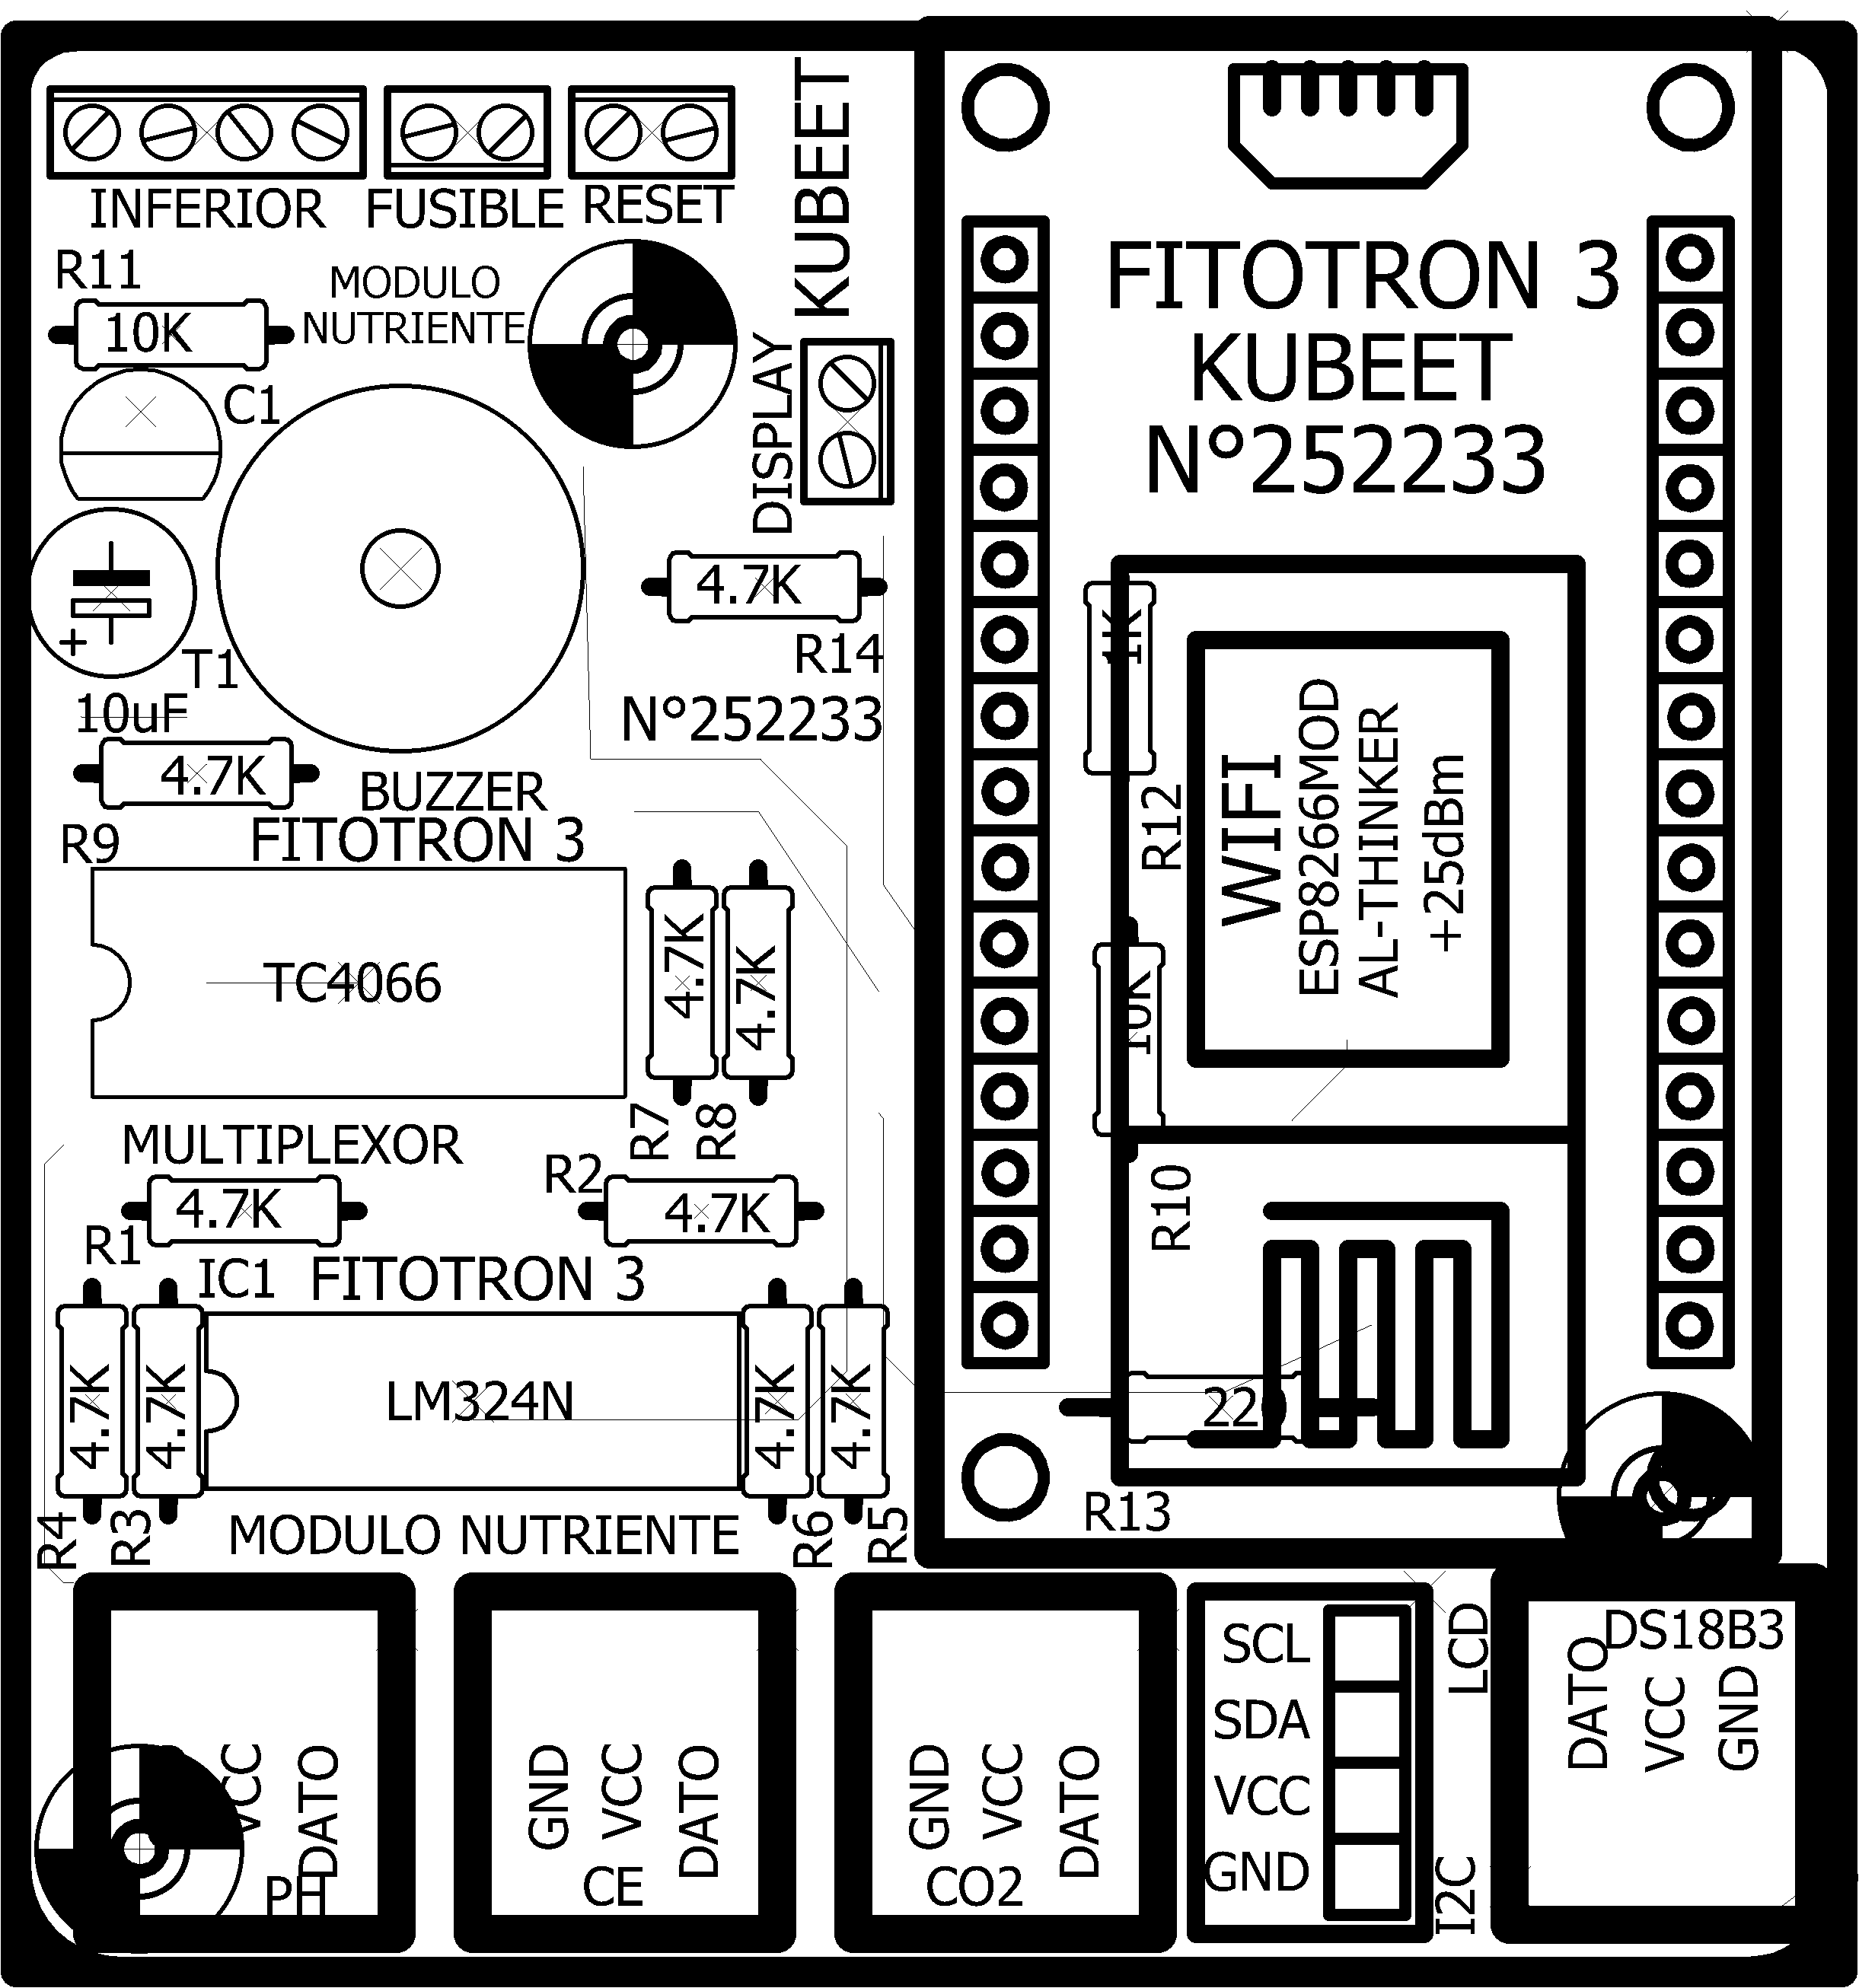 INFERIOR
FUSIBLE
RESET
KUBEET
R11
10K
MODULO
NUTRIENTE
C1
DISPLAY
4.7K
R14
T1
10uF
+
N°252233
4.7K
R9
BUZZER
FITOTRON 3
TC4066
4.7K
4.7K
R7
R8
MULTIPLEXOR
R2
4.7K
4.7K
R1
IC1
FITOTRON 3
4.7K
4.7K
LM324N
4.7K
4.7K
R4
R3
MODULO NUTRIENTE
R6
R5
FITOTRON 3
KUBEET
N°252233
1K
R12
WIFI
ESP8266MOD
AL-THINKER
+25dBm
10K
R10
22
R13
VCC
DATO
PH
GND
VCC
DATO
CE
GND
VCC
DATO
CO2
SCL
SDA
VCC
GND
LCD
I2C
DS18B3
DATO
VCC
GND